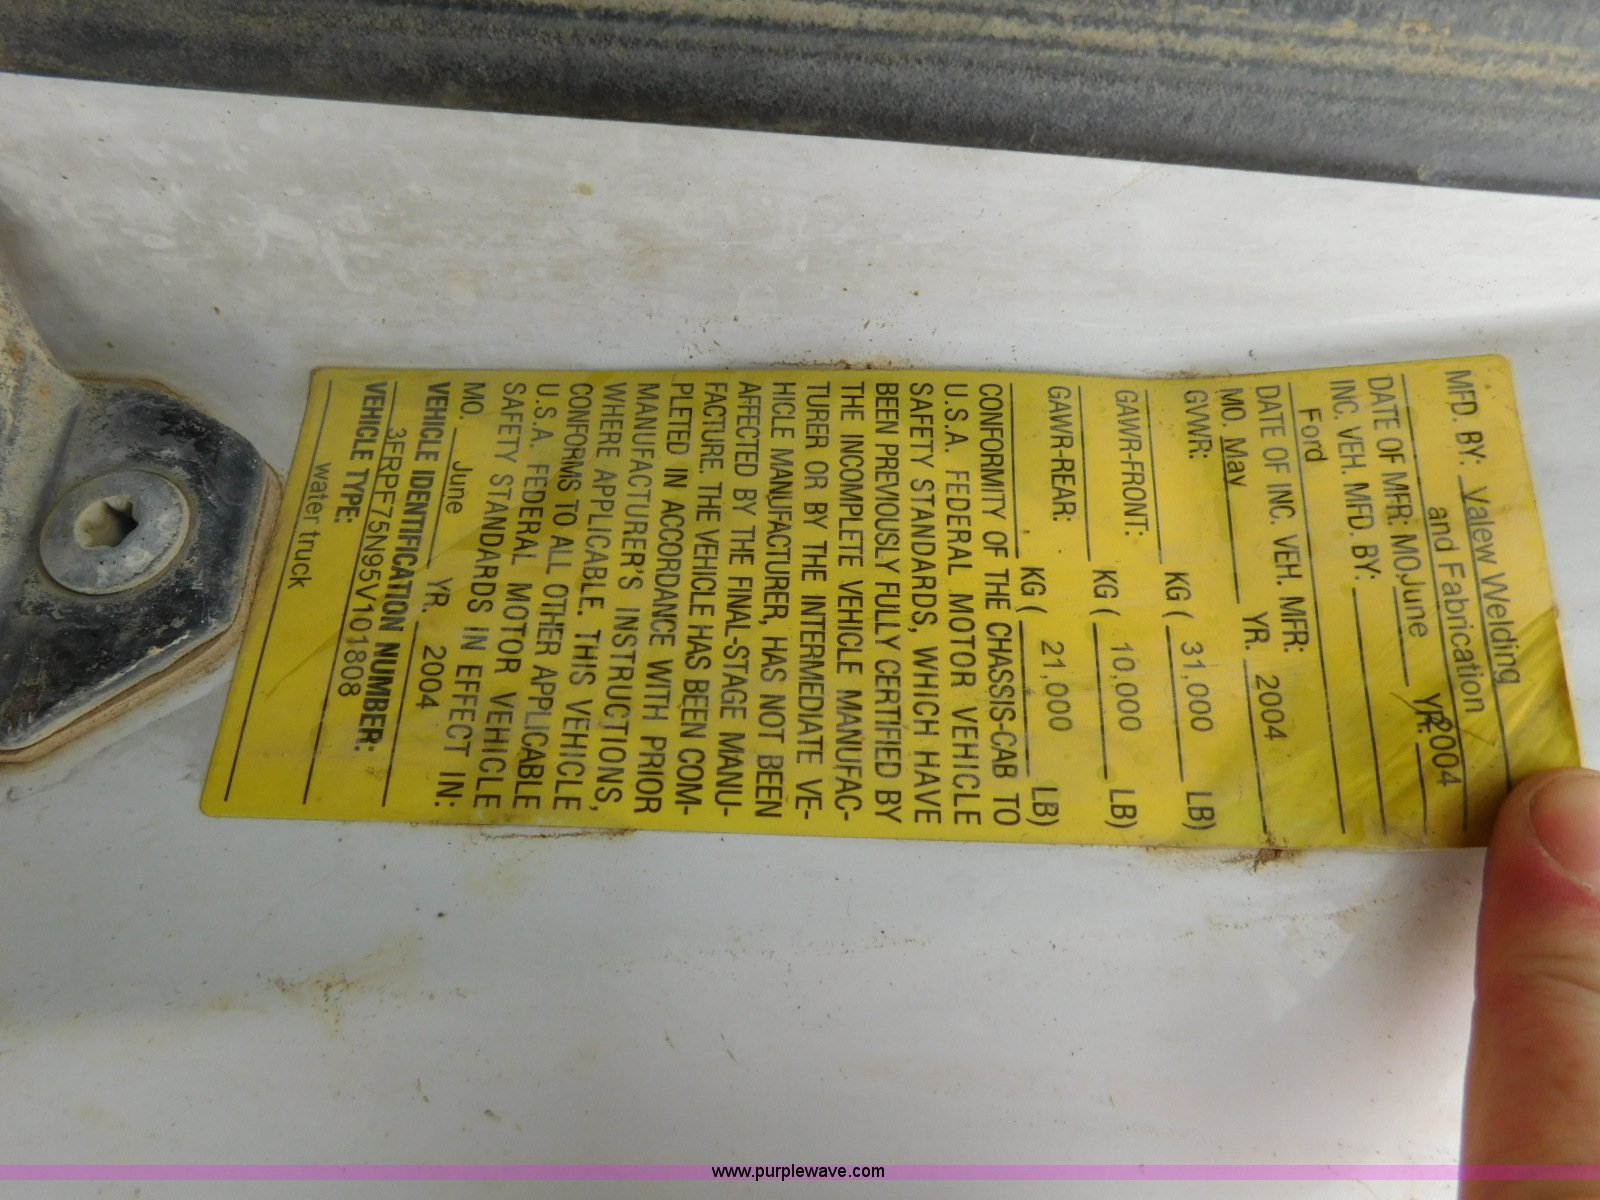 MFD. BY: Valew Welding
and Fabrication
DATE OF MFR: MO. June YR. 2004
INC. VEH. MFD. BY:
Ford
DATE OF INC. VEH. MFR:
MO. May YR. 2004
GVWR:
KG ( 31,000 LB)
GAWR-FRONT:
KG ( 10,000 LB)
GAWR-REAR:
KG ( 21,000 LB)
CONFORMITY OF THE CHASSIS-CAB TO
U.S.A. FEDERAL MOTOR VEHICLE
SAFETY STANDARDS, WHICH HAVE
BEEN PREVIOUSLY FULLY CERTIFIED BY
THE INCOMPLETE VEHICLE MANUFAC-
TURER OR BY THE INTERMEDIATE VE-
HICLE MANUFACTURER, HAS NOT BEEN
AFFECTED BY THE FINAL-STAGE MANU-
FACTURE. THE VEHICLE HAS BEEN COM-
PLETED IN ACCORDANCE WITH PRIOR
MANUFACTURER'S INSTRUCTIONS,
WHERE APPLICABLE. THIS VEHICLE
CONFORMS TO ALL OTHER APPLICABLE
U.S.A. FEDERAL MOTOR VEHICLE
SAFETY STANDARDS IN EFFECT IN:
MO. June YR. 2004
VEHICLE IDENTIFICATION NUMBER:
3FRPF75N95V101808
VEHICLE TYPE:
water truck
www.purplewave.com